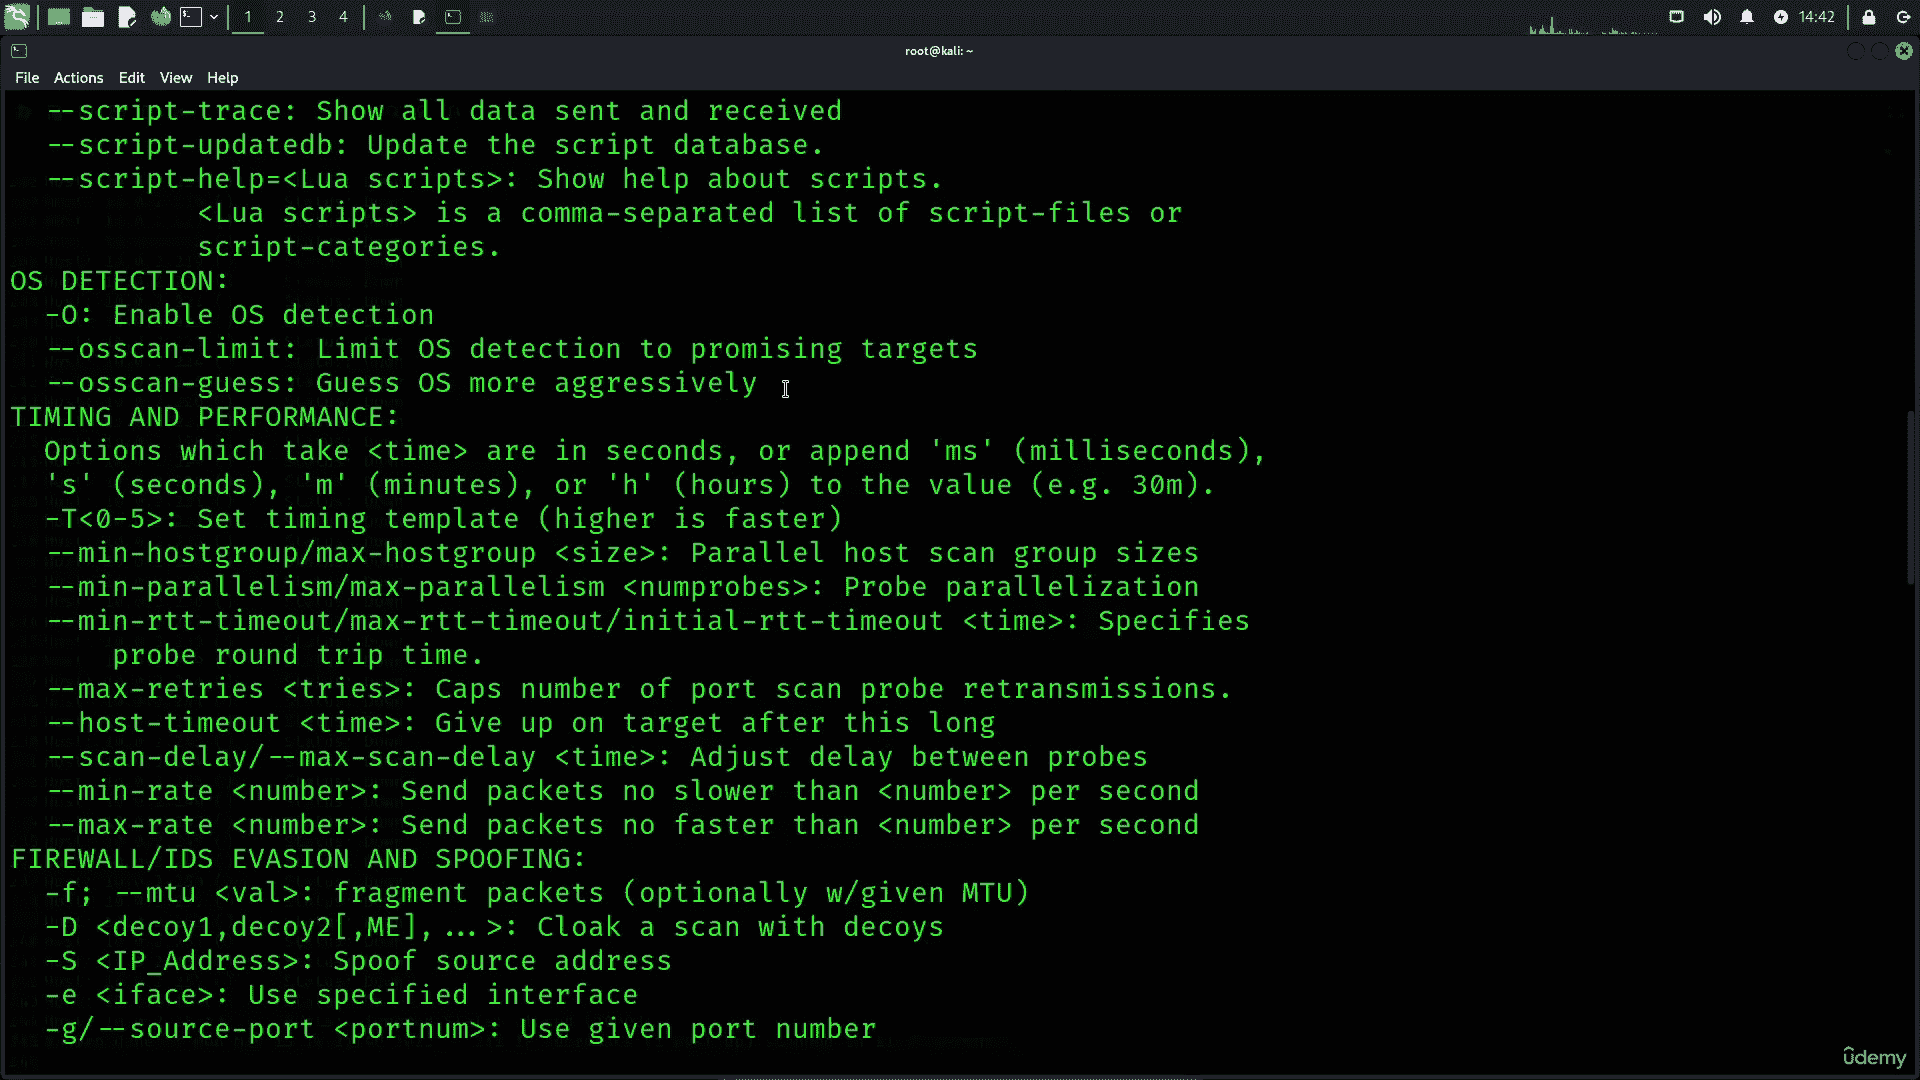 1 2 3 4 14:42
root@kali: ~
File Actions Edit View Help
--script-trace: Show all data sent and received
--script-updatedb: Update the script database.
--script-help=<Lua scripts>: Show help about scripts.
<Lua scripts> is a comma-separated list of script-files or
script-categories.
OS DETECTION:
-O: Enable OS detection
--osscan-limit: Limit OS detection to promising targets
--osscan-guess: Guess OS more aggressively
TIMING AND PERFORMANCE:
Options which take <time> are in seconds, or append 'ms' (milliseconds),
's' (seconds), 'm' (minutes), or 'h' (hours) to the value (e.g. 30m).
-T<0-5>: Set timing template (higher is faster)
--min-hostgroup/max-hostgroup <size>: Parallel host scan group sizes
--min-parallelism/max-parallelism <numprobes>: Probe parallelization
--min-rtt-timeout/max-rtt-timeout/initial-rtt-timeout <time>: Specifies
probe round trip time.
--max-retries <tries>: Caps number of port scan probe retransmissions.
--host-timeout <time>: Give up on target after this long
--scan-delay/--max-scan-delay <time>: Adjust delay between probes
--min-rate <number>: Send packets no slower than <number> per second
--max-rate <number>: Send packets no faster than <number> per second
FIREWALL/IDS EVASION AND SPOOFING:
-f; --mtu <val>: fragment packets (optionally w/given MTU)
-D <decoy1,decoy2[,ME],...>: Cloak a scan with decoys
-S <IP_Address>: Spoof source address
-e <iface>: Use specified interface
-g/--source-port <portnum>: Use given port number
ûdemy